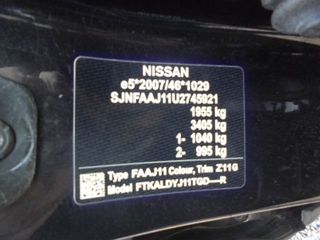 NISSAN
e5*2007/46*1029
SJNFAAJ11U2745921
1955 kg
3405 kg
1- 1040 kg
2- 995 kg
Type FAAJ11 Colour, Trim Z11G
Model FTKALDYJ11TGD---R